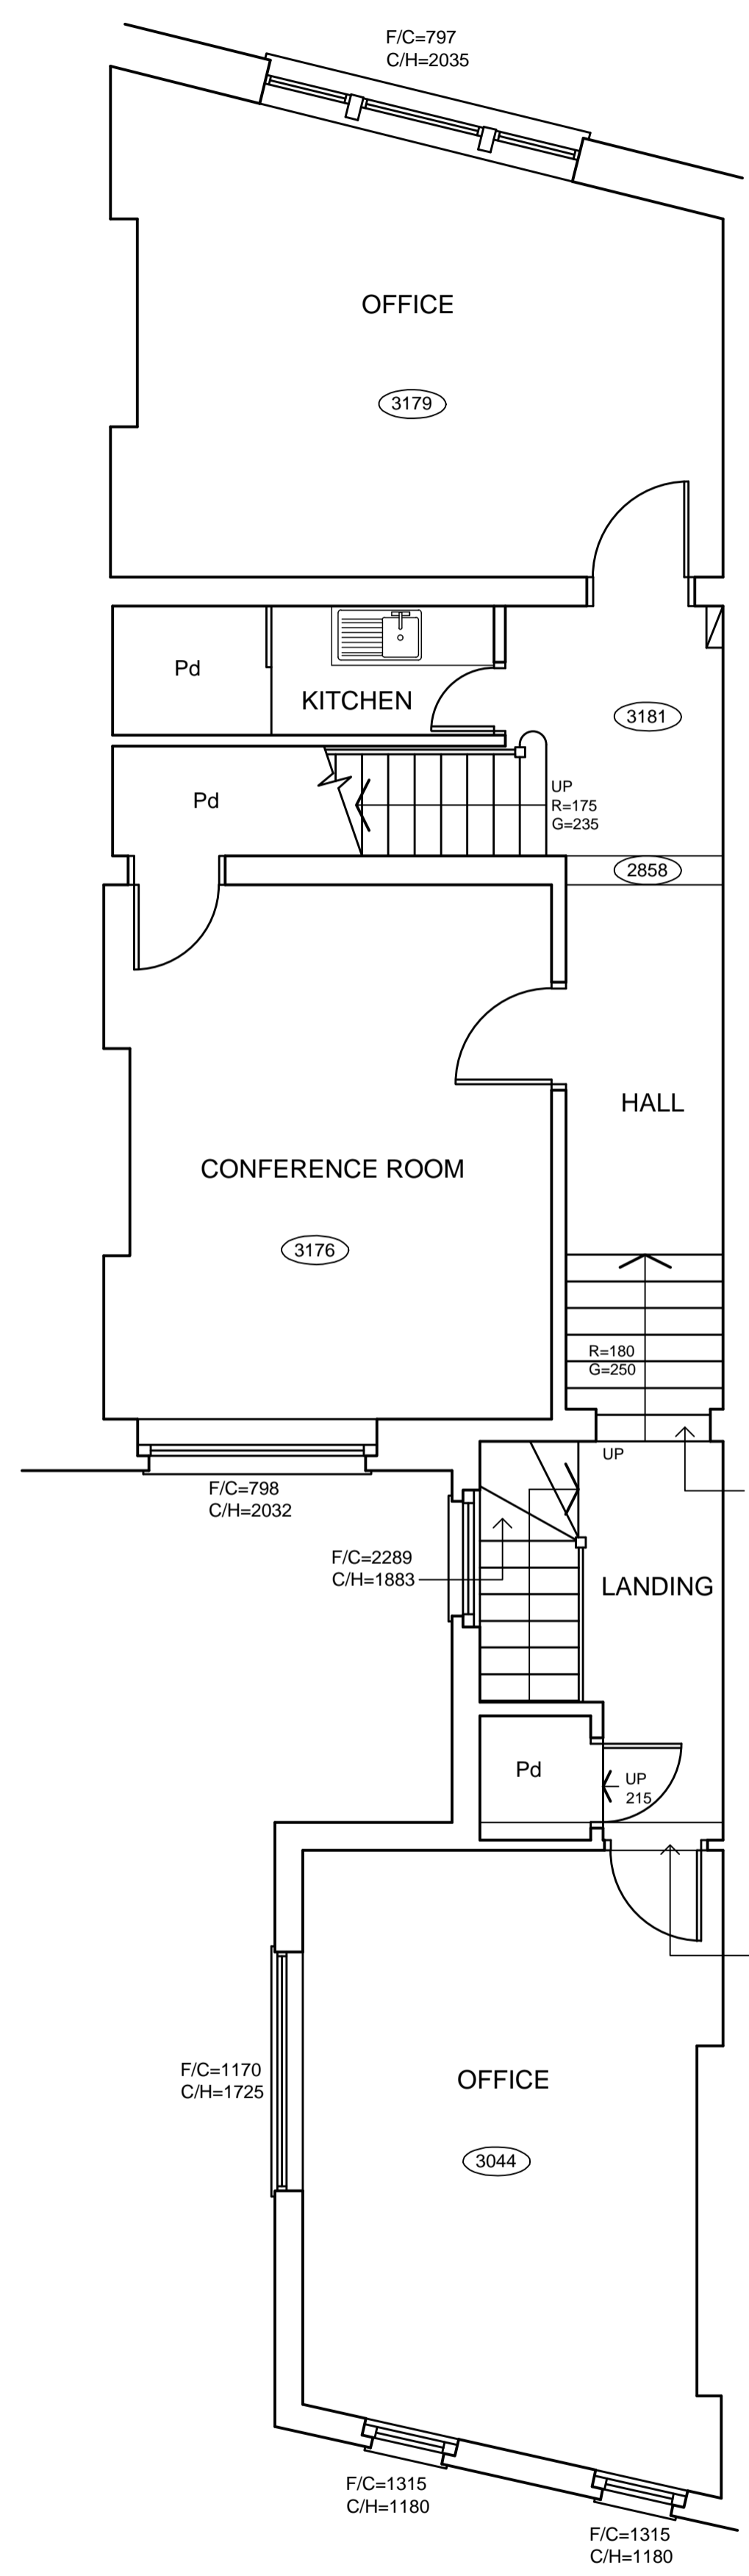 F/C=797
C/H=2035
OFFICE
3179
Pd
KITCHEN
3181
Pd
UP
R=175
G=235
2858
HALL
CONFERENCE ROOM
3176
R=180
G=250
UP
F/C=798
C/H=2032
F/C=2289
C/H=1883
LANDING
Pd
UP
215
F/C=1170
C/H=1725
OFFICE
3044
F/C=1315
C/H=1180
F/C=1315
C/H=1180